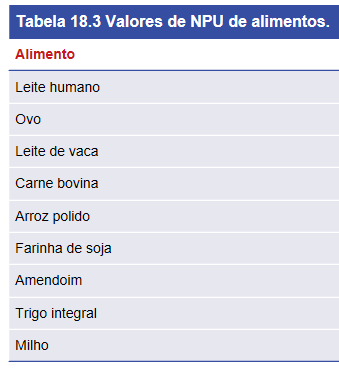 Tabela 18.3 Valores de NPU de alimentos.
Alimento
Leite humano
Ovo
Leite de vaca
Carne bovina
Arroz polido
Farinha de soja
Amendoim
Trigo integral
Milho